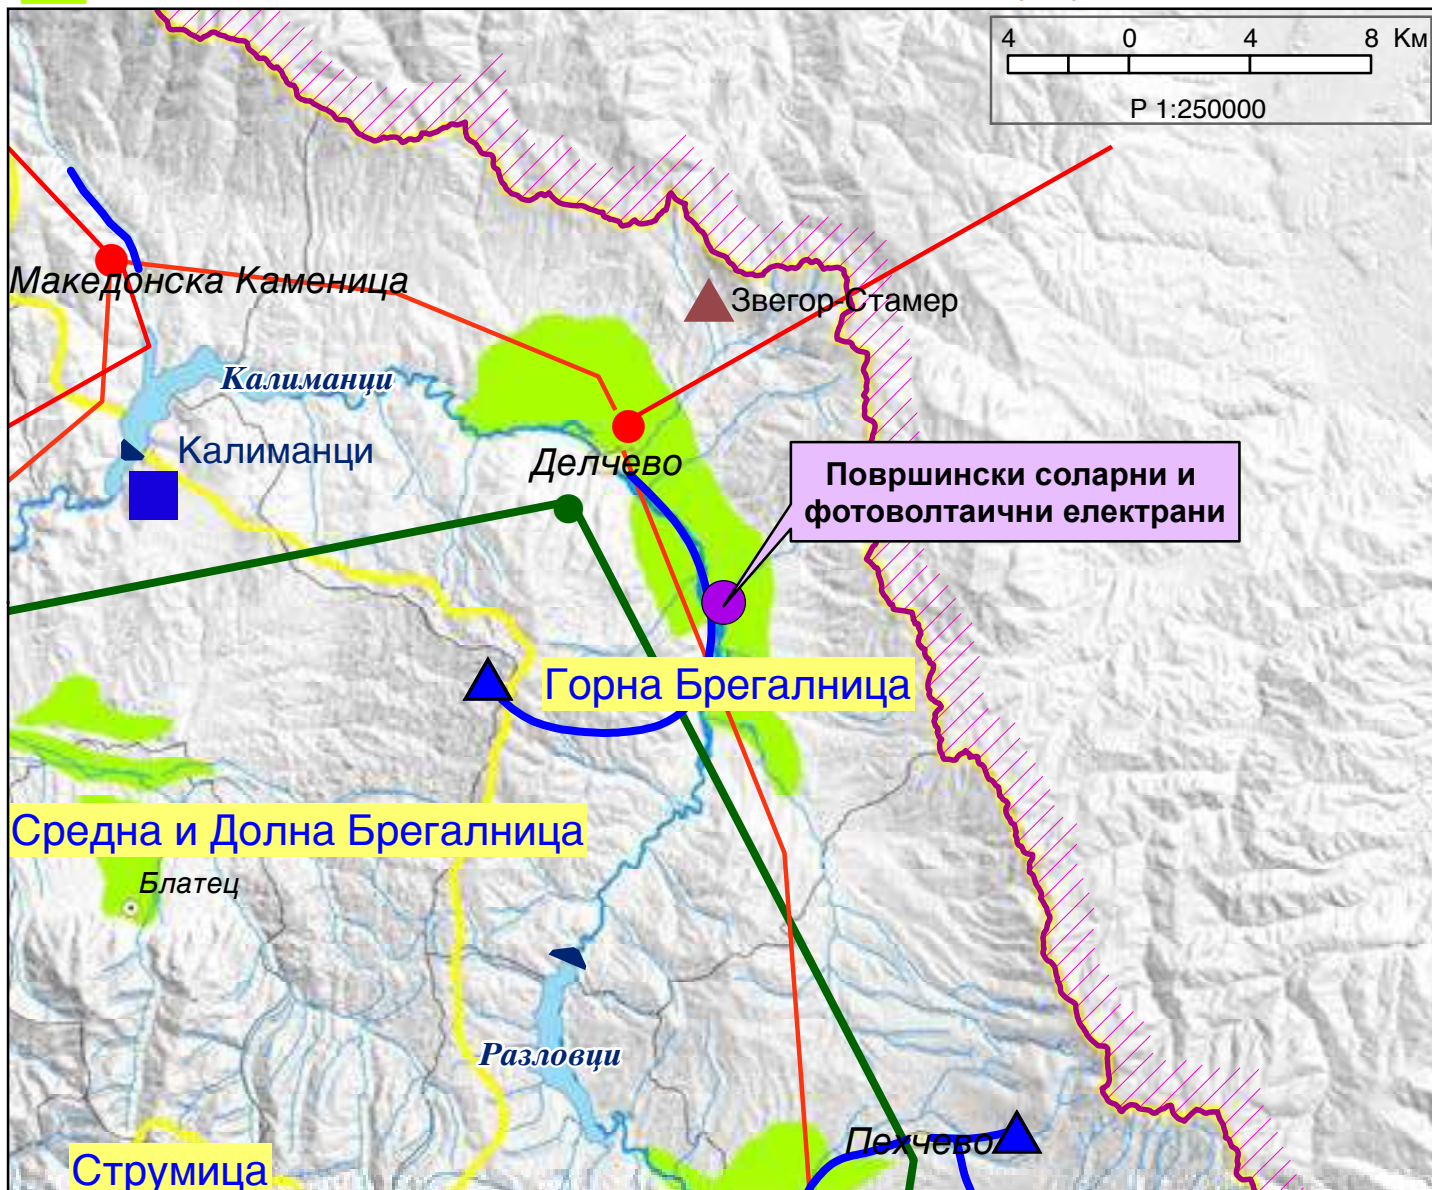 4 0 4 8 Км
Р 1:250000
Македонска Каменица
Звегор-Стамер
Калиманци
Калиманци
Делчево
Површински соларни и
фотоволтаични електрани
Горна Брегалница
Средна и Долна Брегалница
Блатец
Разловци
Пехчево
Струмица